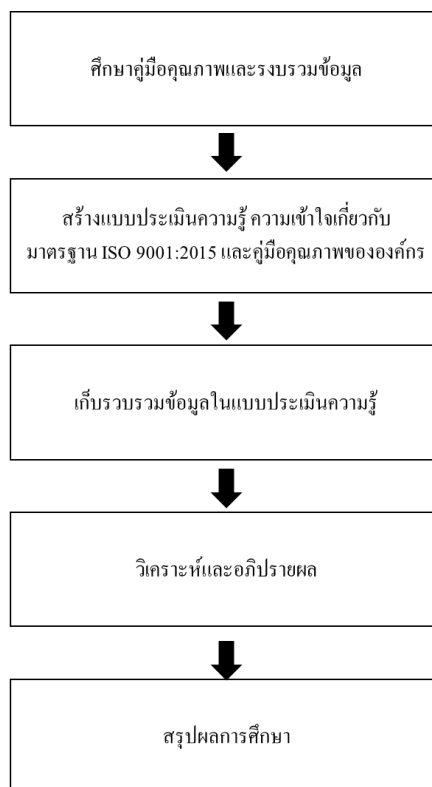 ศึกษาคู่มือคุณภาพและรงบรวมข้อมูล
สร้างแบบประเมินความรู้ ความเข้าใจเกี่ยวกับ
มาตรฐาน ISO 9001:2015 และคู่มือคุณภาพขององค์กร
เก็บรวบรวมข้อมูลในแบบประเมินความรู้
วิเคราะห์และอภิปรายผล
สรุปผลการศึกษา